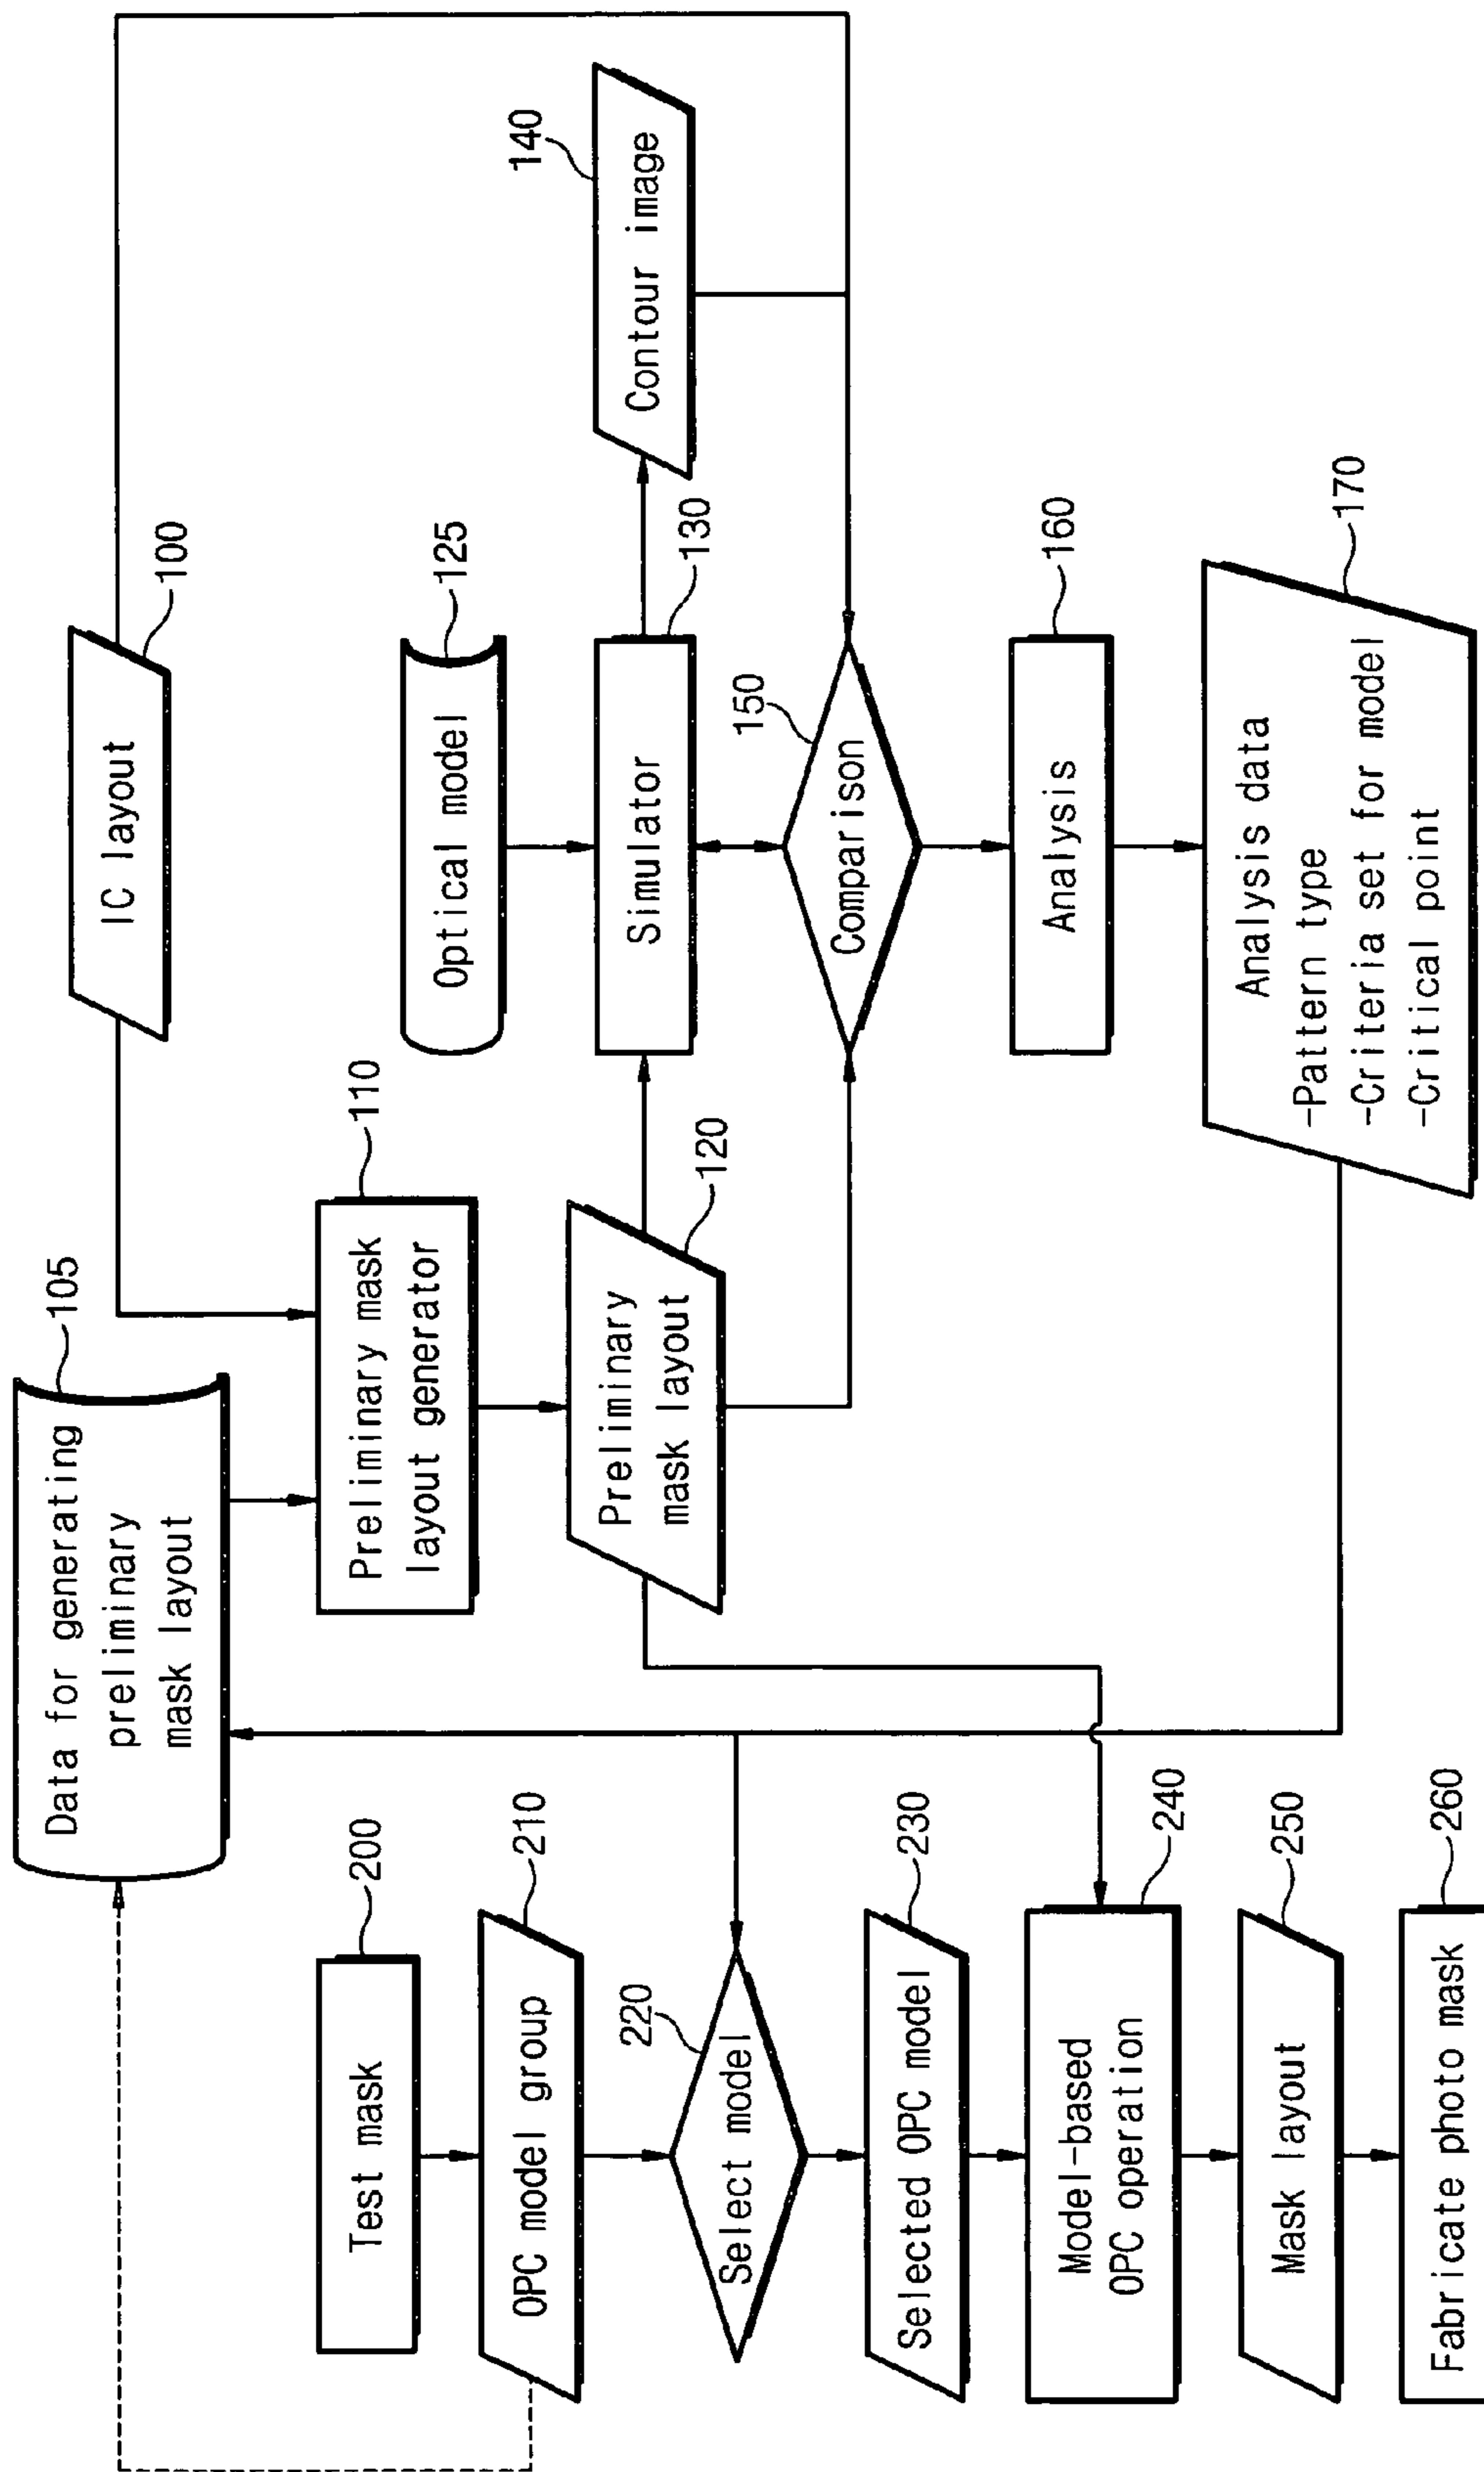 Data for generating
preliminary
mask layout
105
IC layout
100
Test mask
200
Preliminary mask
layout generator
110
Optical model
125
OPC model group
210
Preliminary
mask layout
120
Simulator
130
Contour image
140
Select model
220
Comparison
150
Selected OPC model
230
Analysis
160
Model-based
OPC operation
240
Analysis data
-Pattern type
-Criteria set for model
-Critical point
170
Mask layout
250
Fabricate photo mask
260